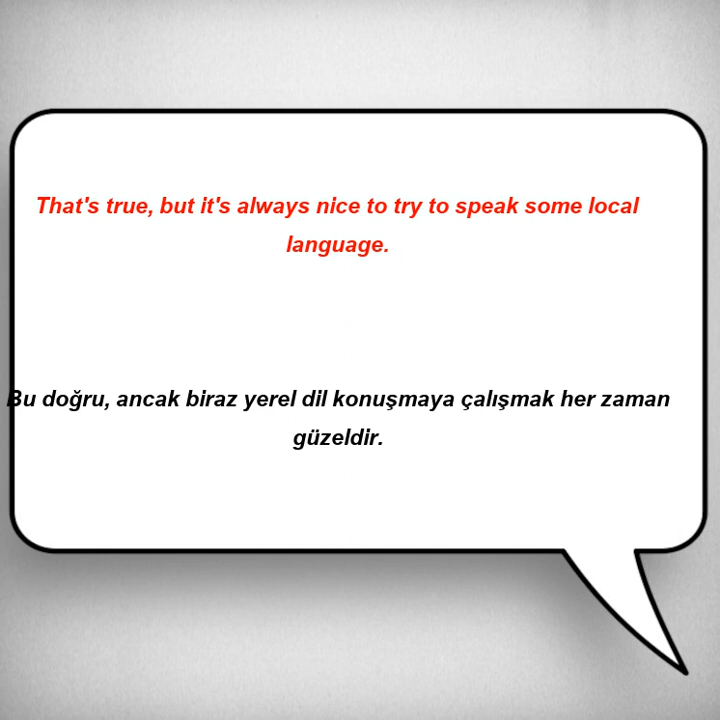 That's true, but it's always nice to try to speak some local
language.
Bu doğru, ancak biraz yerel dil konuşmaya çalışmak her zaman
güzeldir.